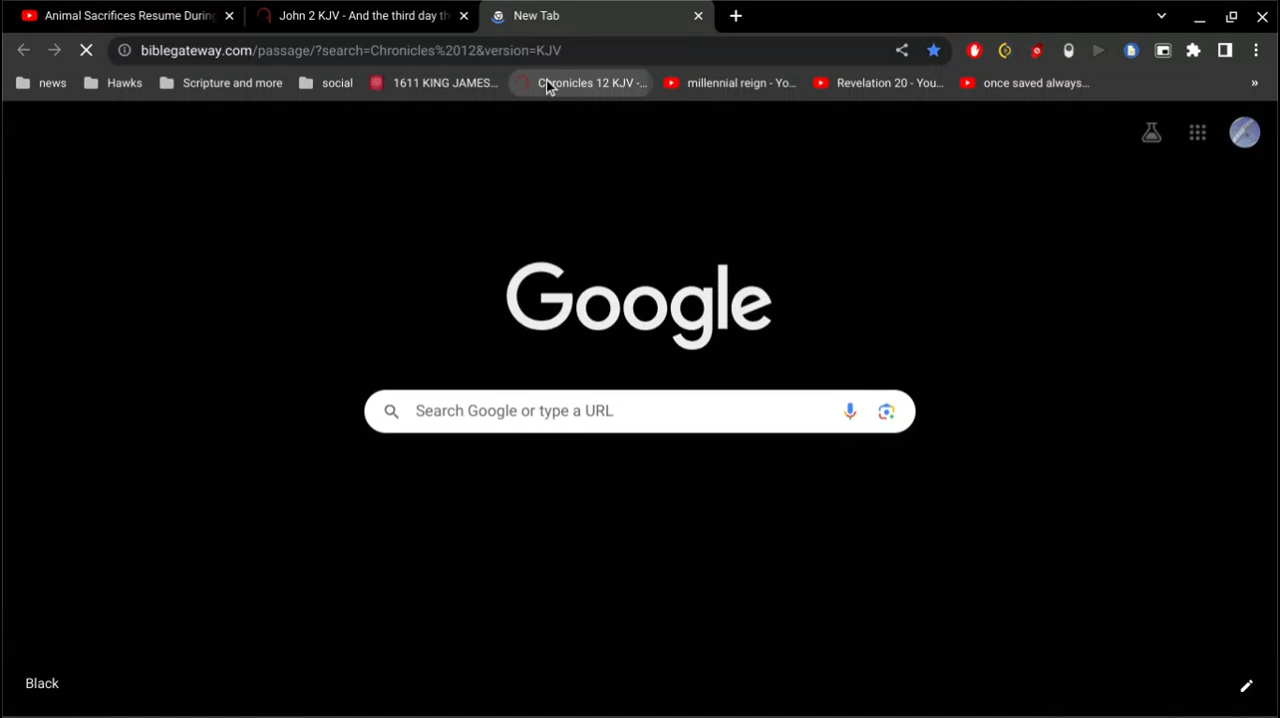 Animal Sacrifices Resume During
John 2 KJV - And the third day th
New Tab
biblegateway.com/passage/?search=Chronicles%2012&version=KJV
news
Hawks
Scripture and more
social
1611 KING JAMES...
Chronicles 12 KJV -...
millennial reign - Yo...
Revelation 20 - You...
once saved always...
»
Google
Search Google or type a URL
Black